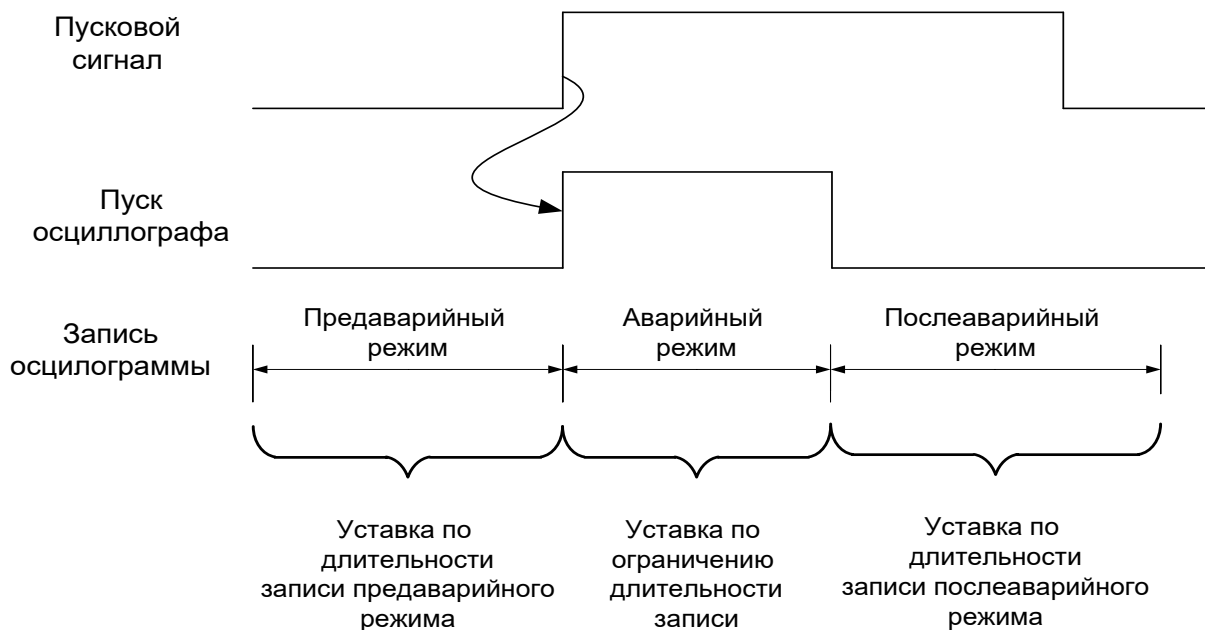 Пусковой
сигнал
Пуск
осциллографа
Запись
осцилограммы
Предаварийный
режим
Аварийный
режим
Послеаварийный
режим
Уставка по
длительности
записи предаварийного
режима
Уставка по
ограничению
длительности
записи
Уставка по
длительности
записи послеаварийного
режима